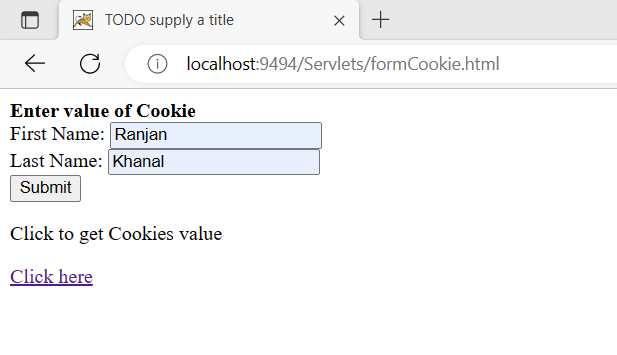 TODO supply a title
localhost:9494/Servlets/formCookie.html
Enter value of Cookie
First Name: Ranjan
Last Name: Khanal
Submit
Click to get Cookies value
Click here